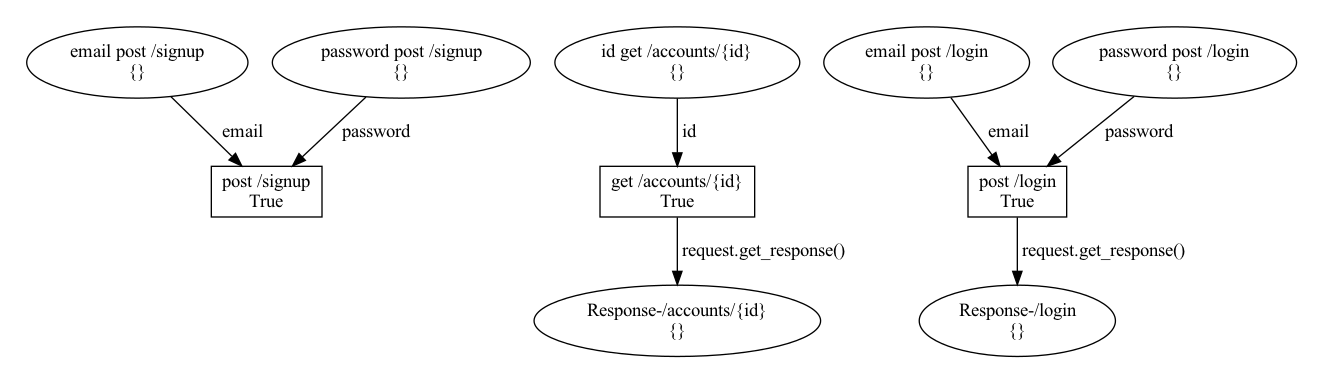 email post /signup
{}
password post /signup
{}
id get /accounts/{id}
{}
email post /login
{}
password post /login
{}
email
password
id
email
password
post /signup
True
get /accounts/{id}
True
post /login
True
request.get_response()
request.get_response()
Response-/accounts/{id}
{}
Response-/login
{}